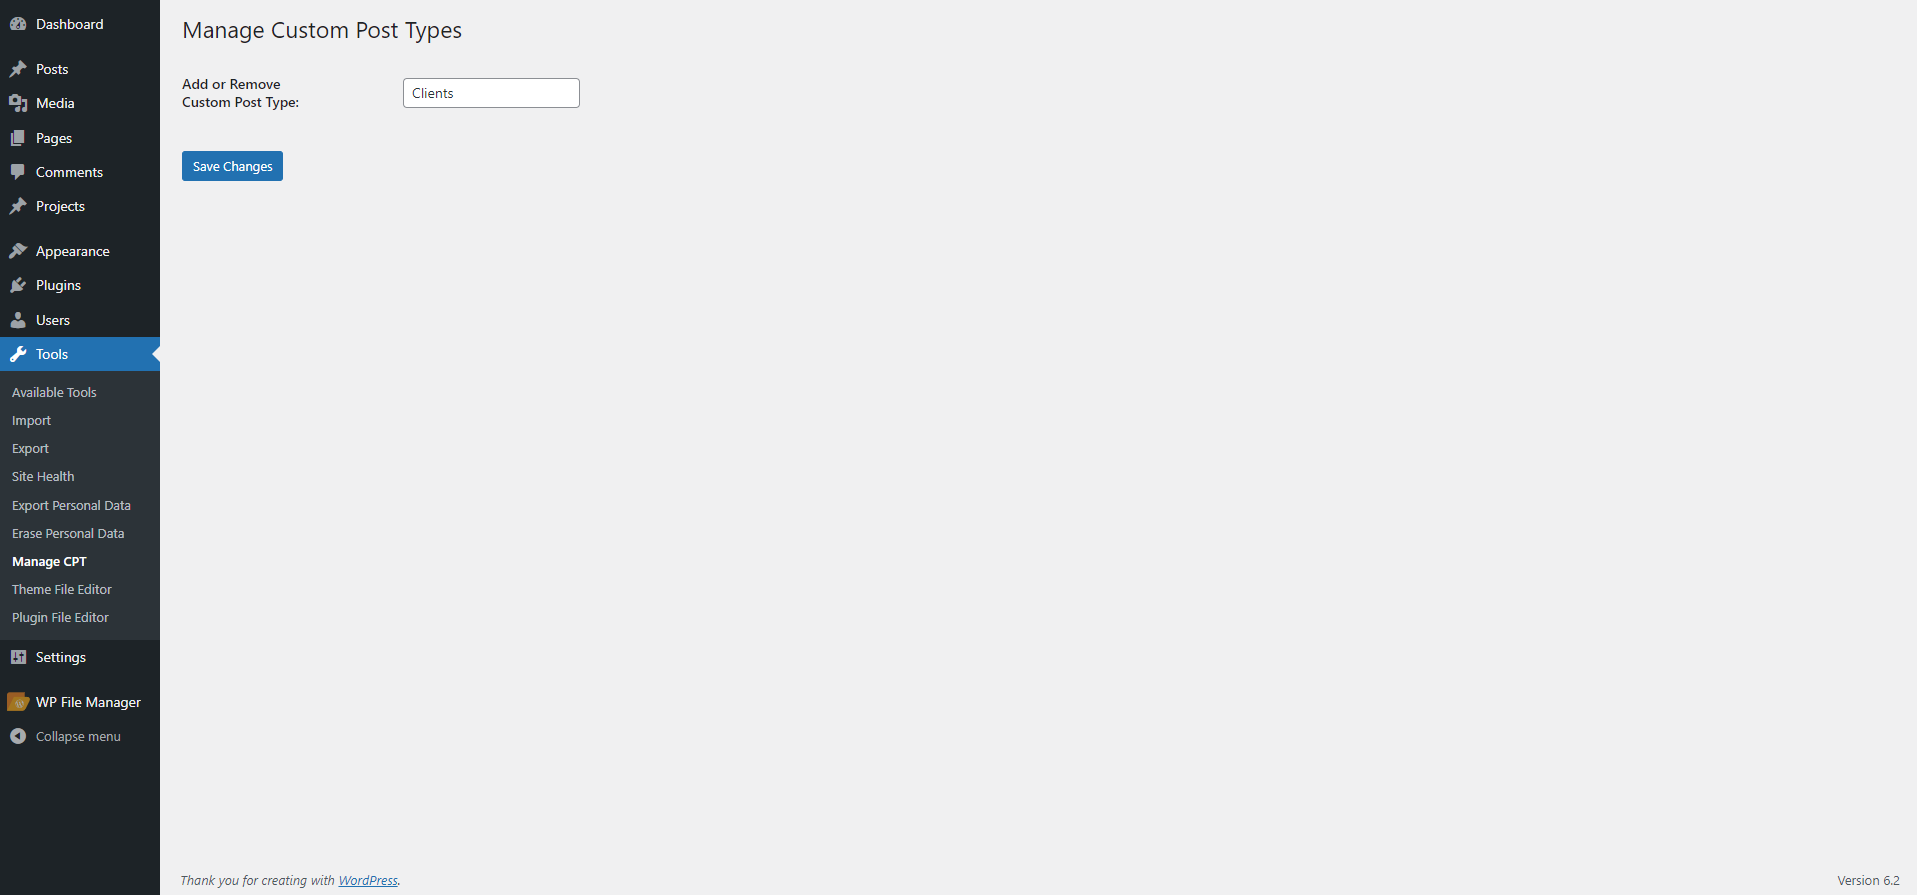 Dashboard
Posts
Media
Pages
Comments
Projects
Appearance
Plugins
Users
Tools
Available Tools
Import
Export
Site Health
Export Personal Data
Erase Personal Data
Manage CPT
Theme File Editor
Plugin File Editor
Settings
WP File Manager
Collapse menu
Manage Custom Post Types
Add or Remove
Custom Post Type:
Clients
Save Changes
Thank you for creating with WordPress.
Version 6.2